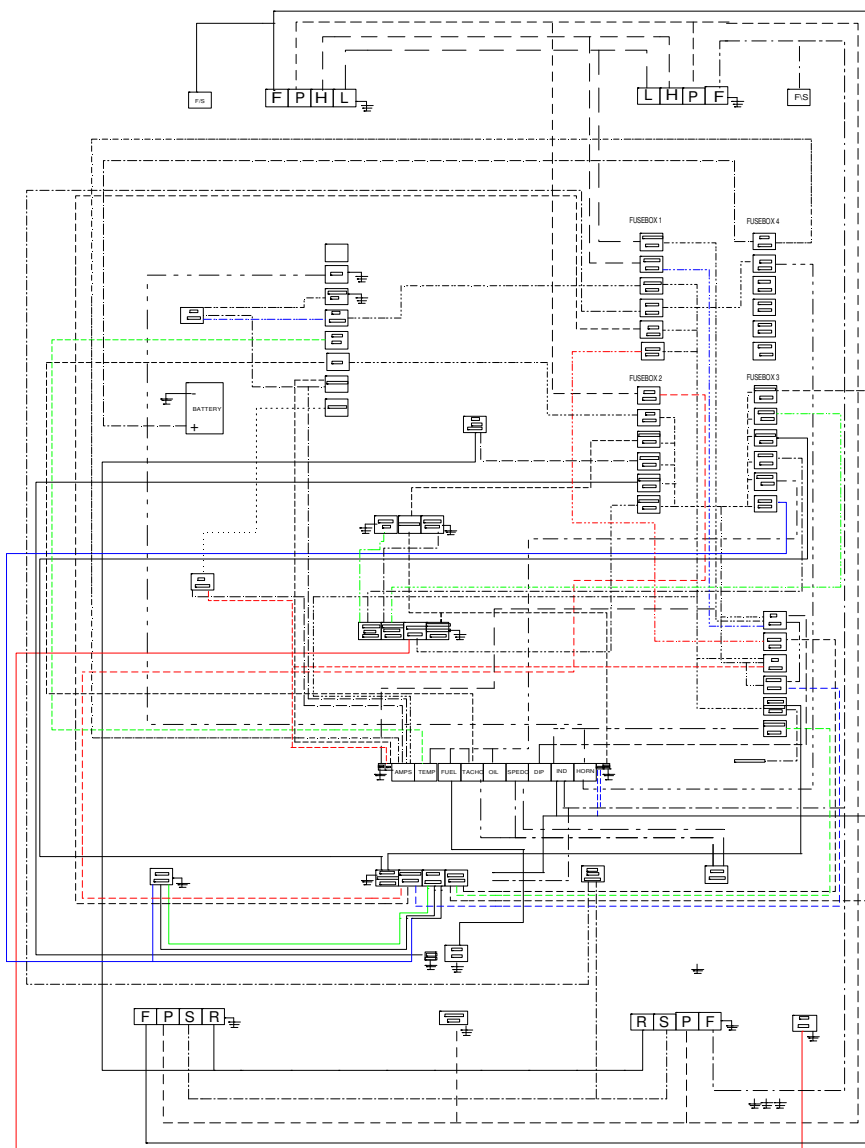 F/S
F P H L
L H P F
F\S
FUSEBOX 1
FUSEBOX 4
BATTERY
-
+
FUSEBOX 2
FUSEBOX 3
AMPS TEMP FUEL TACHO OIL SPEDO DIP IND HORN
F P S R
R S P F